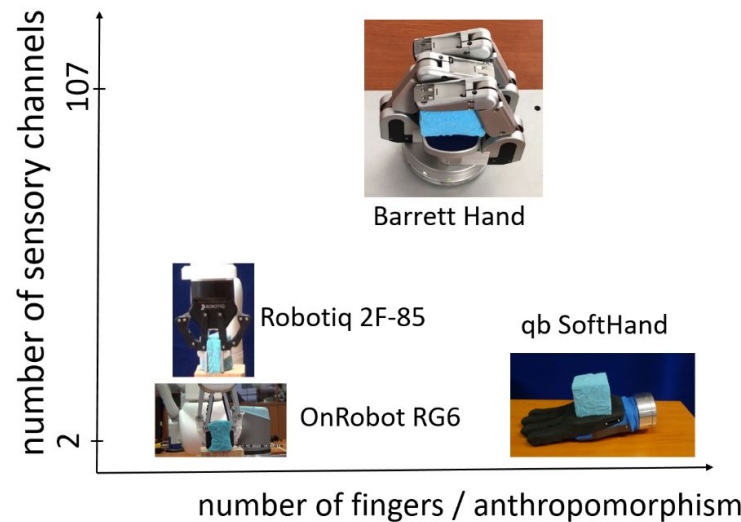 number of sensory channels
107
2
Barrett Hand
ROBOTIQ
Robotiq 2F-85
qb SoftHand
OnRobot RG6
number of fingers / anthropomorphism